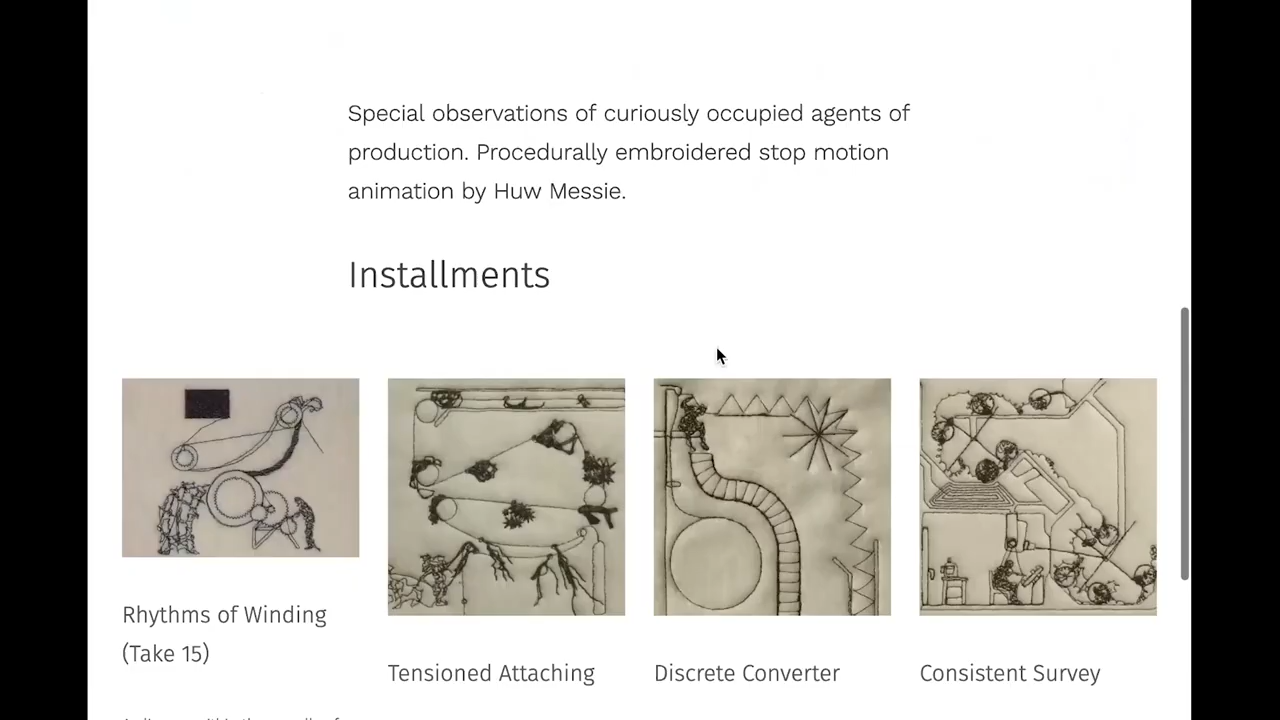 Special observations of curiously occupied agents of
production. Procedurally embroidered stop motion
animation by Huw Messie.
Installments
Rhythms of Winding
(Take 15)
Tensioned Attaching
Discrete Converter
Consistent Survey